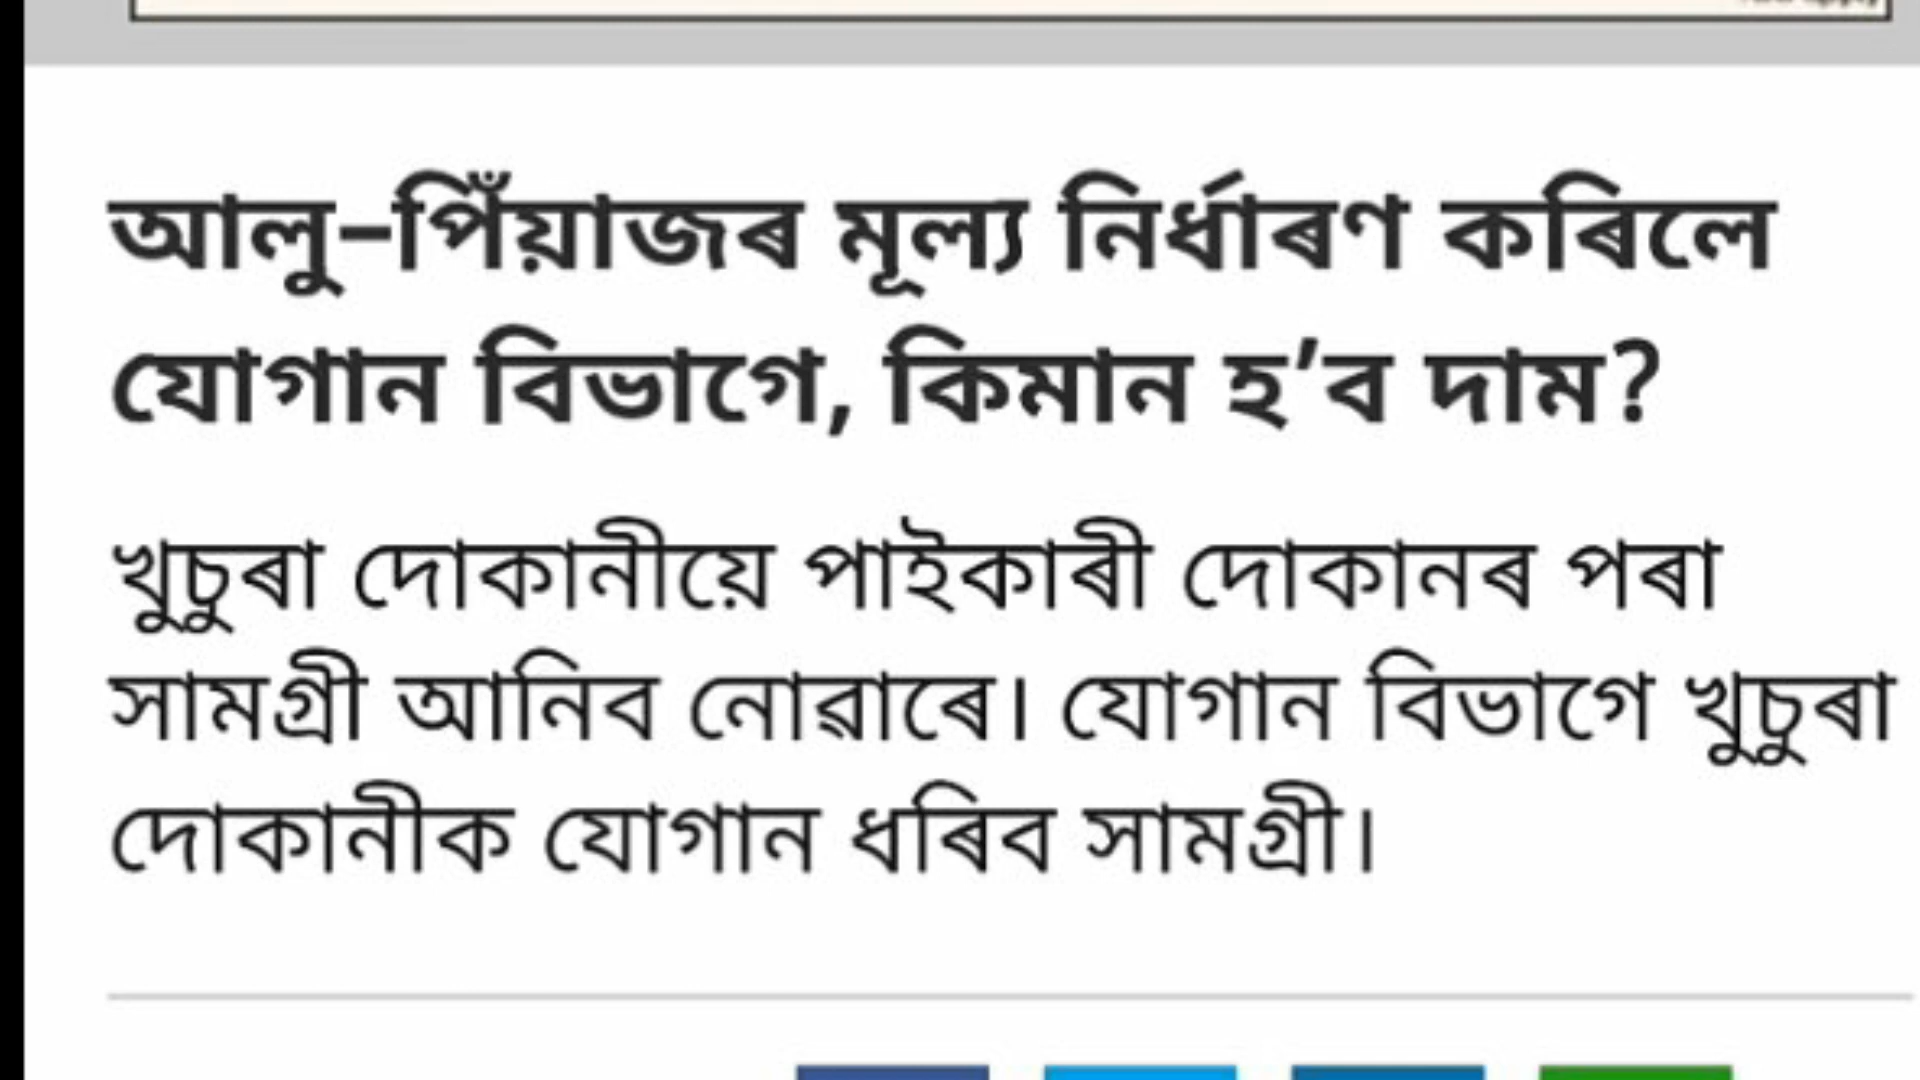 আলু–পিঁয়াজৰ মূল্য নিৰ্ধাৰণ কৰিলে
যোগান বিভাগে, কিমান হ’ব দাম?
খুচুৰা দোকানীয়ে পাইকাৰী দোকানৰ পৰা
সামগ্ৰী আনিব নোৱাৰে। যোগান বিভাগে খুচুৰা
দোকানীক যোগান ধৰিব সামগ্ৰী।